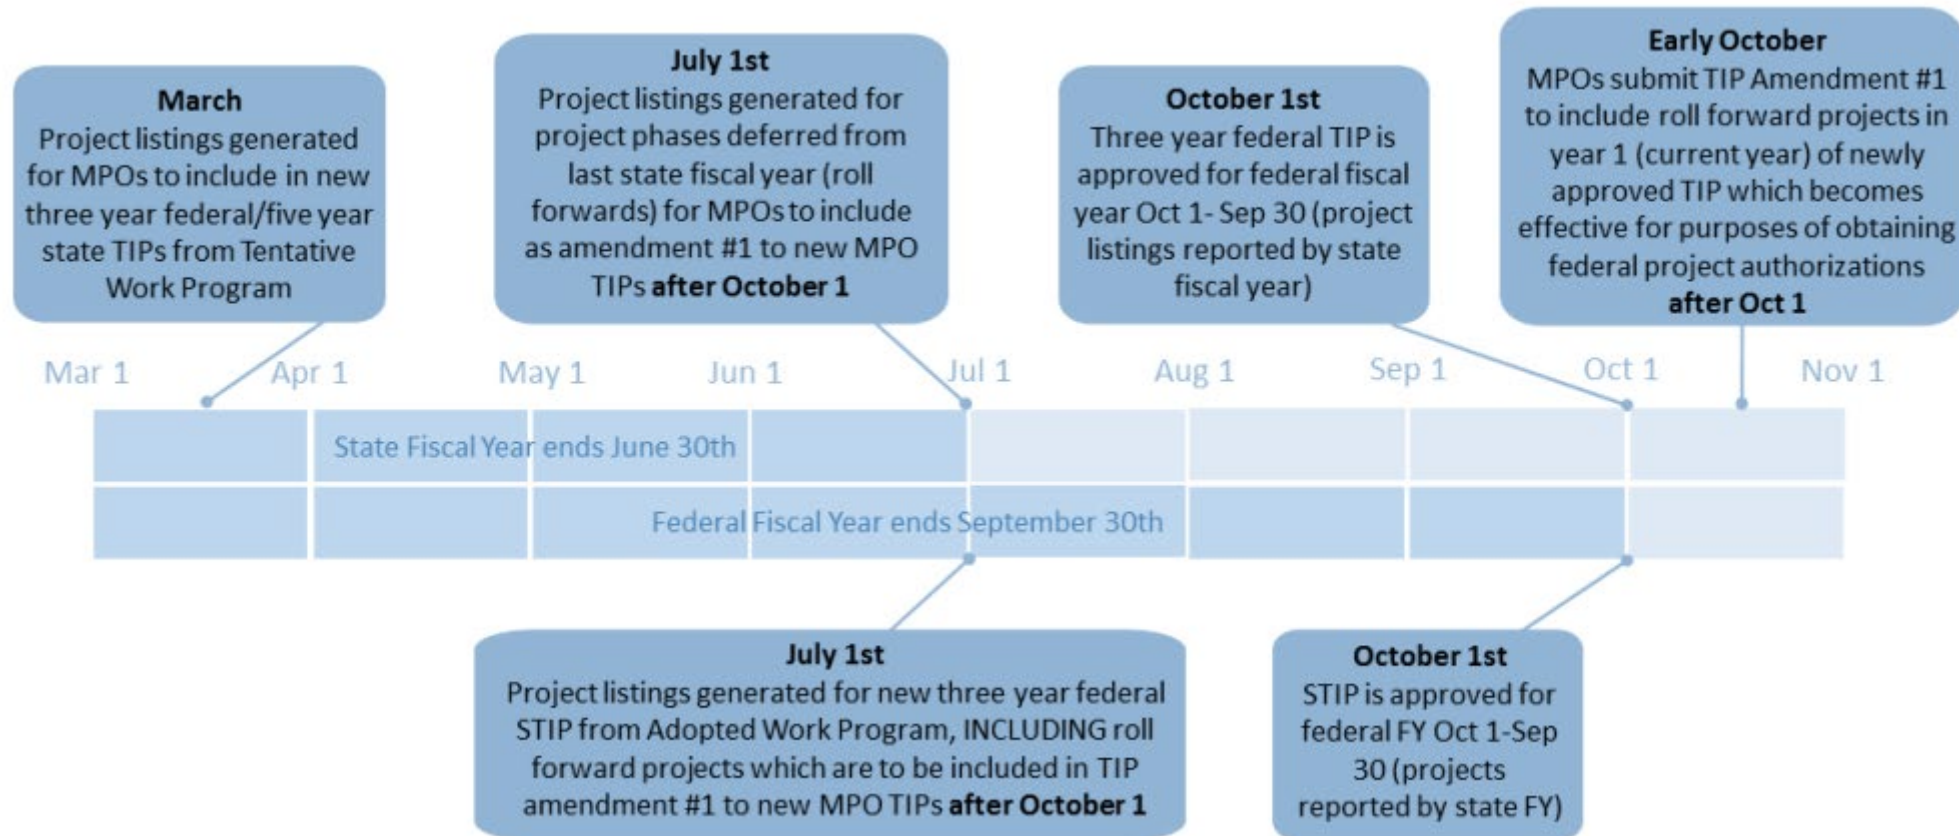 March
Project listings generated
for MPOs to include in new
three year federal/five year
state TIPs from Tentative
Work Program
July 1st
Project listings generated for
project phases deferred from
last state fiscal year (roll
forwards) for MPOs to include
as amendment #1 to new MPO
TIPs after October 1
October 1st
Three year federal TIP is
approved for federal fiscal
year Oct 1- Sep 30 (project
listings reported by state
fiscal year)
Early October
MPOs submit TIP Amendment #1
to include roll forward projects in
year 1 (current year) of newly
approved TIP which becomes
effective for purposes of obtaining
federal project authorizations
after Oct 1
Mar 1 Apr 1 May 1 Jun 1 Jul 1 Aug 1 Sep 1 Oct 1 Nov 1
State Fiscal Year ends June 30th
Federal Fiscal Year ends September 30th
July 1st
Project listings generated for new three year federal
STIP from Adopted Work Program, INCLUDING roll
forward projects which are to be included in TIP
amendment #1 to new MPO TIPs after October 1
October 1st
STIP is approved for
federal FY Oct 1-Sep
30 (projects
reported by state FY)